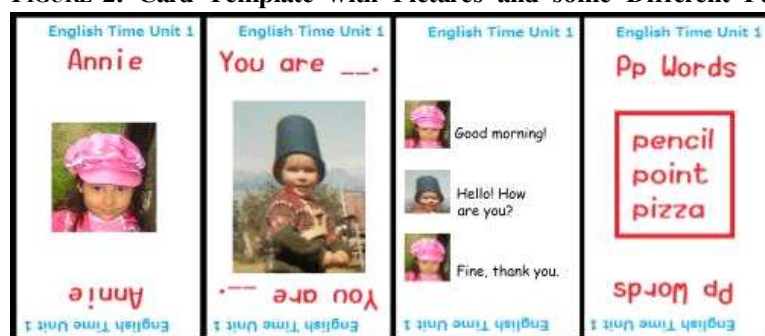 FIGURE 2: Card Template with Pictures and some Different
English Time Unit 1
Annie
Annie
English Time Unit 1
English Time Unit 1
You are __.
You are __.
English Time Unit 1
English Time Unit 1
Good morning!
Hello! How
are you?
Fine, thank you.
English Time Unit 1
English Time Unit 1
Pp Words
pencil
point
pizza
Pp Words
English Time Unit 1